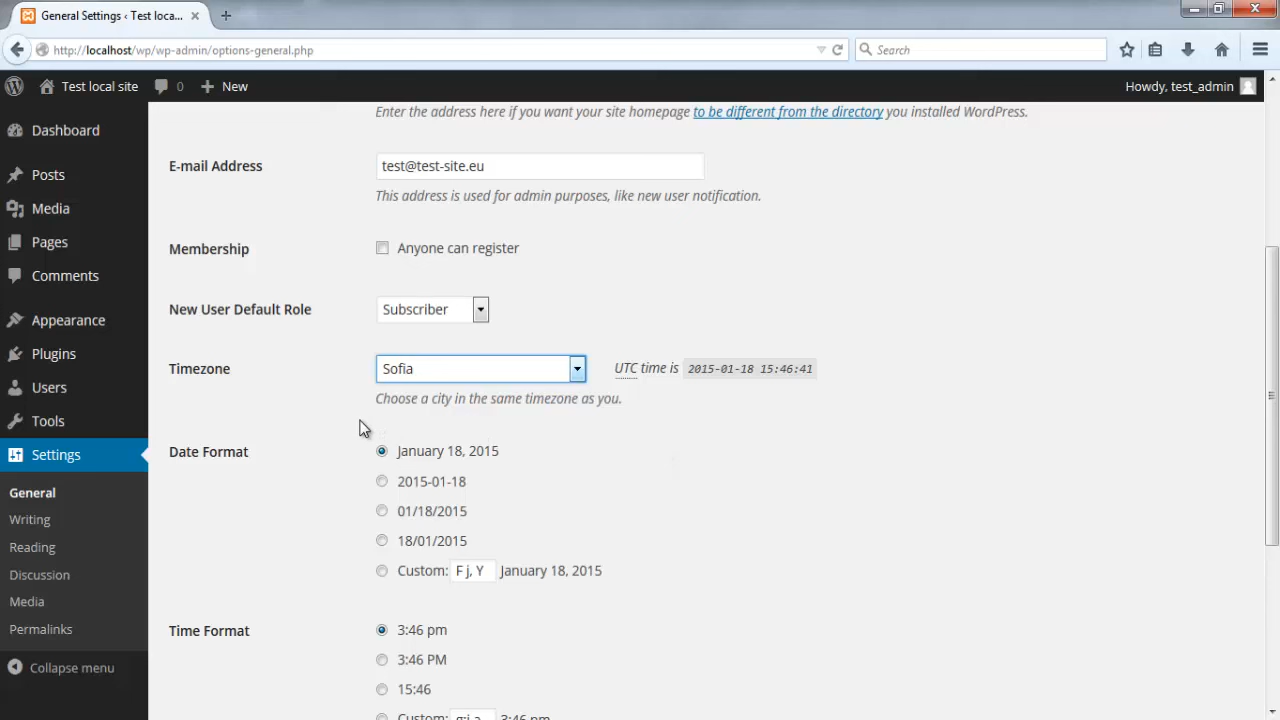 General Settings ‹ Test loca...
http://localhost/wp/wp-admin/options-general.php
Search
Test local site
0
New
Howdy, test_admin
Enter the address here if you want your site homepage to be different from the directory you installed WordPress.
Dashboard
Posts
Media
Pages
Comments
Appearance
Plugins
Users
Tools
Settings
General
Writing
Reading
Discussion
Media
Permalinks
Collapse menu
E-mail Address
test@test-site.eu
This address is used for admin purposes, like new user notification.
Membership
Anyone can register
New User Default Role
Subscriber
Timezone
Sofia
UTC time is 2015-01-18 15:46:41
Choose a city in the same timezone as you.
Date Format
January 18, 2015
2015-01-18
01/18/2015
18/01/2015
Custom: F j, Y January 18, 2015
Time Format
3:46 pm
3:46 PM
15:46
Custom: g:i a 3:46 pm